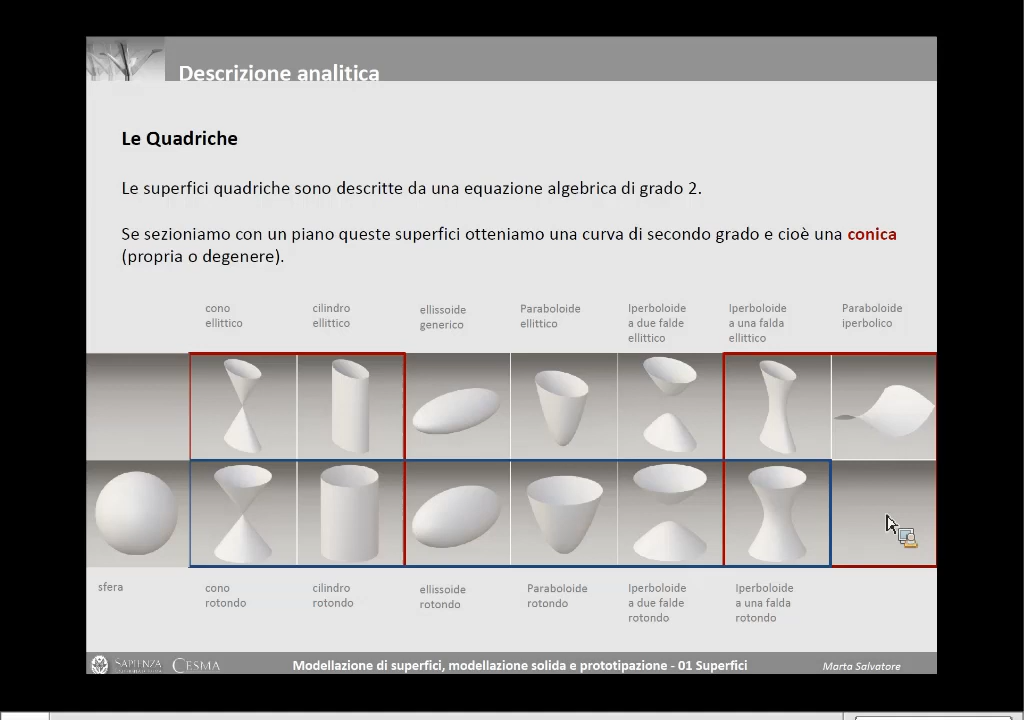 Descrizione analitica
Le Quadriche
Le superfici quadriche sono descritte da una equazione algebrica di grado 2.
Se sezioniamo con un piano queste superfici otteniamo una curva di secondo grado e cioè una conica
(propria o degenere).
cono
ellittico
cilindro
ellittico
ellissoide
generico
Paraboloide
ellittico
Iperboloide
a due falde
ellittico
Iperboloide
a una falda
ellittico
Paraboloide
iperbolico
sfera
cono
rotondo
cilindro
rotondo
ellissoide
rotondo
Paraboloide
rotondo
Iperboloide
a due falde
rotondo
Iperboloide
a una falda
rotondo
SAPIENZA
CESMA
Modellazione di superfici, modellazione solida e prototipazione - 01 Superfici
Marta Salvatore